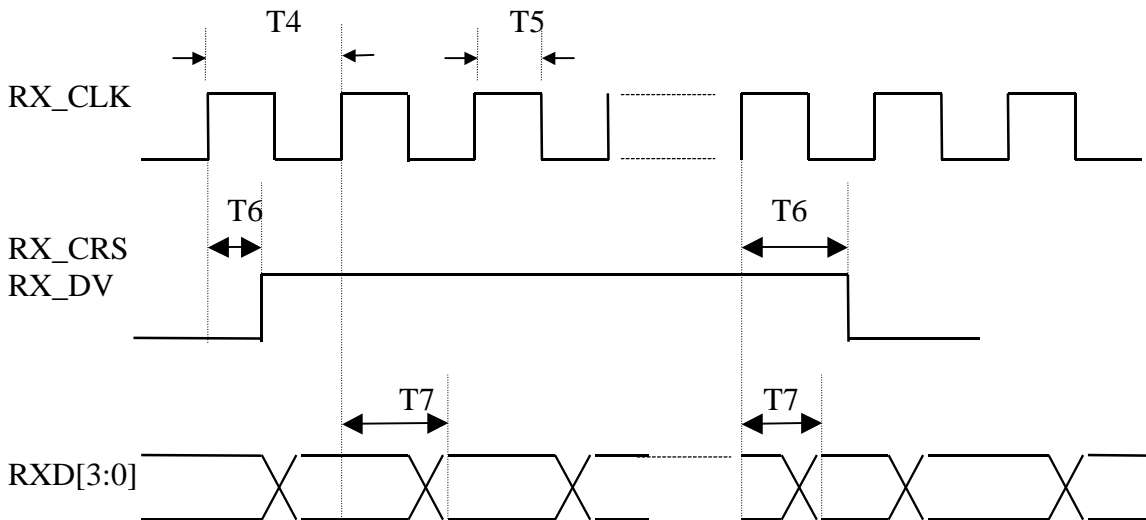 T4 T5
RX_CLK
T6 T6
RX_CRS
RX_DV
T7 T7
RXD[3:0]